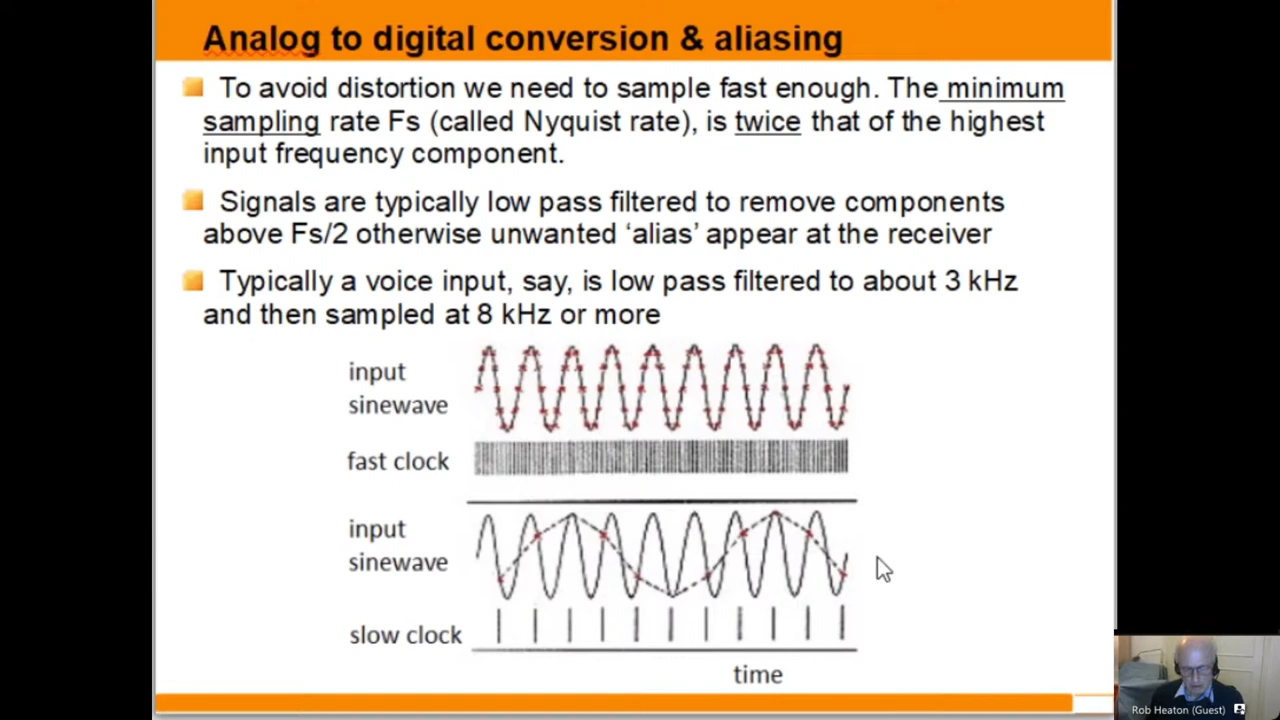 Analog to digital conversion & aliasing
To avoid distortion we need to sample fast enough. The minimum
sampling rate Fs (called Nyquist rate), is twice that of the highest
input frequency component.
Signals are typically low pass filtered to remove components
above Fs/2 otherwise unwanted ‘alias’ appear at the receiver
Typically a voice input, say, is low pass filtered to about 3 kHz
and then sampled at 8 kHz or more
input
sinewave
fast clock
input
sinewave
slow clock
time
Rob Heaton (Guest)